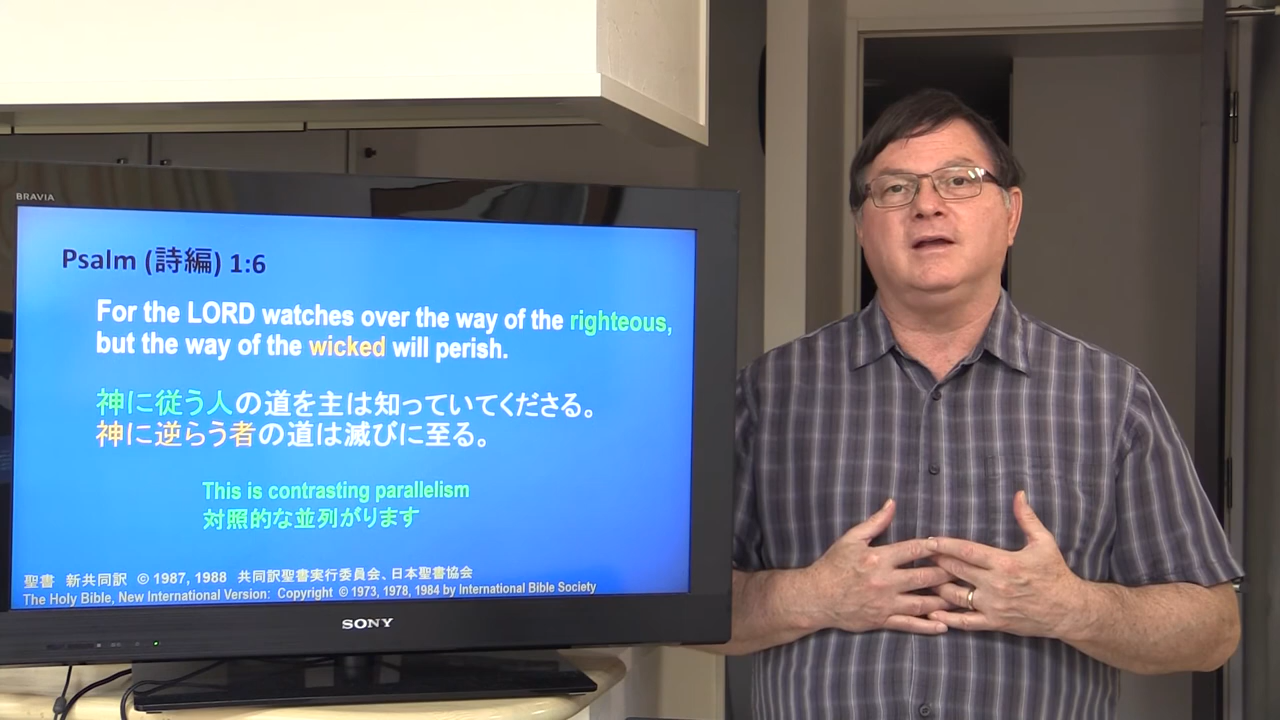 BRAVIA
Psalm (詩編) 1:6
For the LORD watches over the way of the righteous,
but the way of the wicked will perish.
神に従う人の道を主は知っていてくださる。
神に逆らう者の道は滅びに至る。
This is contrasting parallelism
対照的な並列がります
聖書 新共同訳 © 1987, 1988 共同訳聖書実行委員会、日本聖書協会
The Holy Bible, New International Version: Copyright © 1973, 1978, 1984 by International Bible Society
SONY